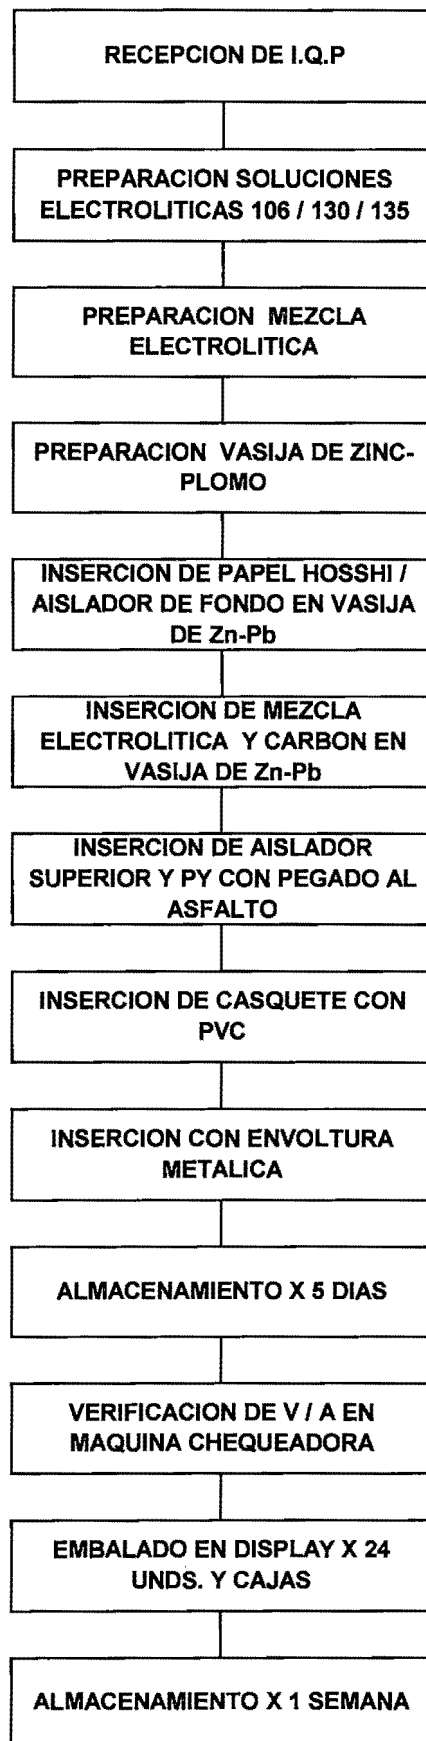 RECEPCION DE I.Q.P
PREPARACION SOLUCIONES
ELECTROLITICAS 106 / 130 / 135
PREPARACION MEZCLA
ELECTROLITICA
PREPARACION VASIJA DE ZINC-
PLOMO
INSERCION DE PAPEL HOSSHI /
AISLADOR DE FONDO EN VASIJA
DE Zn-Pb
INSERCION DE MEZCLA
ELECTROLITICA Y CARBON EN
VASIJA DE Zn-Pb
INSERCION DE AISLADOR
SUPERIOR Y PY CON PEGADO AL
ASFALTO
INSERCION DE CASQUETE CON
PVC
INSERCION CON ENVOLTURA
METALICA
ALMACENAMIENTO X 5 DIAS
VERIFICACION DE V / A EN
MAQUINA CHEQUEADORA
EMBALADO EN DISPLAY X 24
UNDS. Y CAJAS
ALMACENAMIENTO X 1 SEMANA